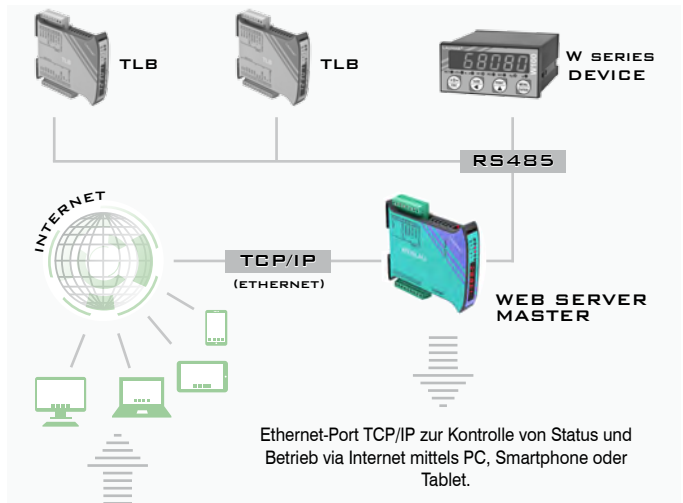 TLB
TLB
W SERIES
DEVICE
68080
RS485
INTERNET
TCP/IP
(ETHERNET)
WEB SERVER
MASTER
Ethernet-Port TCP/IP zur Kontrolle von Status und
Betrieb via Internet mittels PC, Smartphone oder
Tablet.